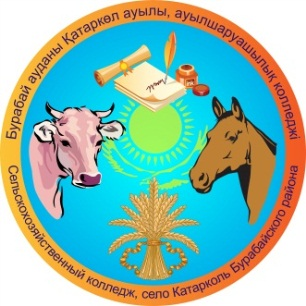 Бурабай ауданы Қатаркөл ауылы, ауылшаруашылық колледжі
Сельскохозяйственный колледж, село Катарколь Бурабайского района